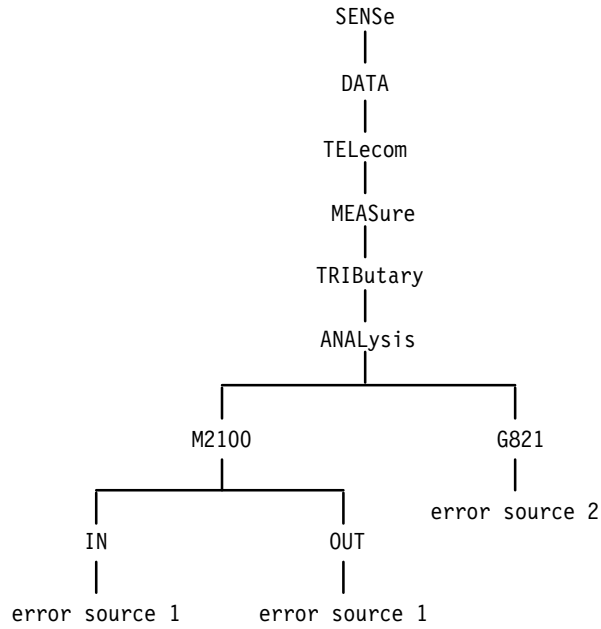 SENSe
DATA
TELecom
MEASure
TRIButary
ANALysis
M2100 G821
error source 2
IN OUT
error source 1 error source 1